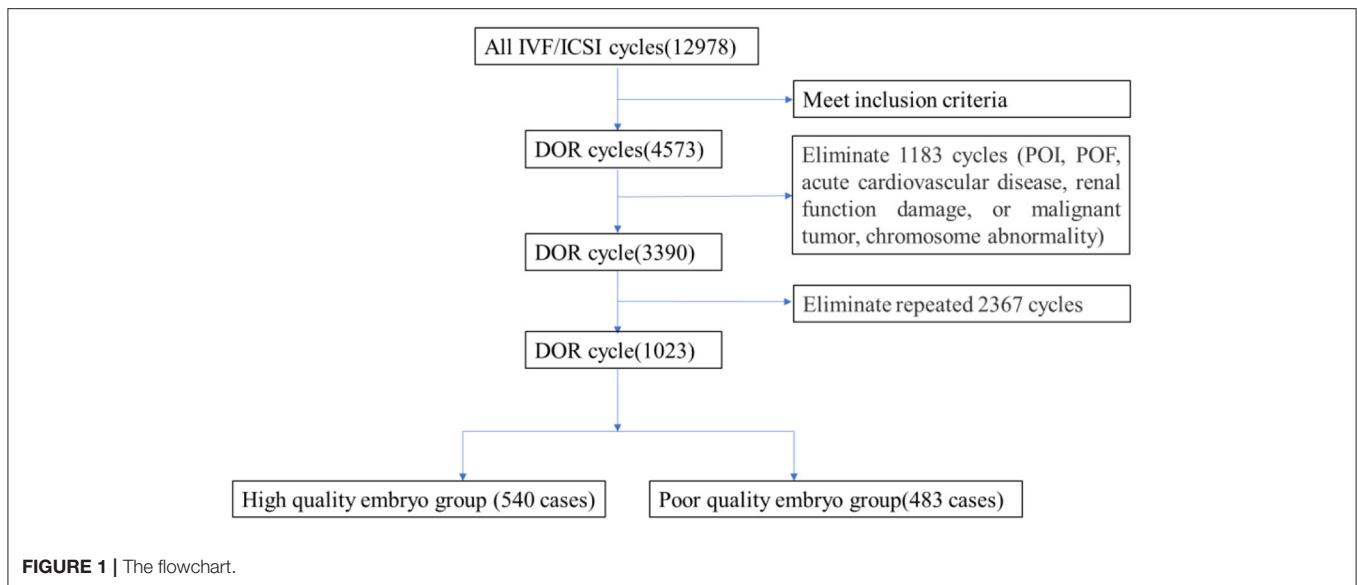 All IVF/ICSI cycles(12978)
Meet inclusion criteria
DOR cycles(4573)
Eliminate 1183 cycles (POI, POF,
acute cardiovascular disease, renal
function damage, or malignant
tumor, chromosome abnormality)
DOR cycle(3390)
Eliminate repeated 2367 cycles
DOR cycle(1023)
High quality embryo group (540 cases)
Poor quality embryo group(483 cases)
FIGURE 1 | The flowchart.